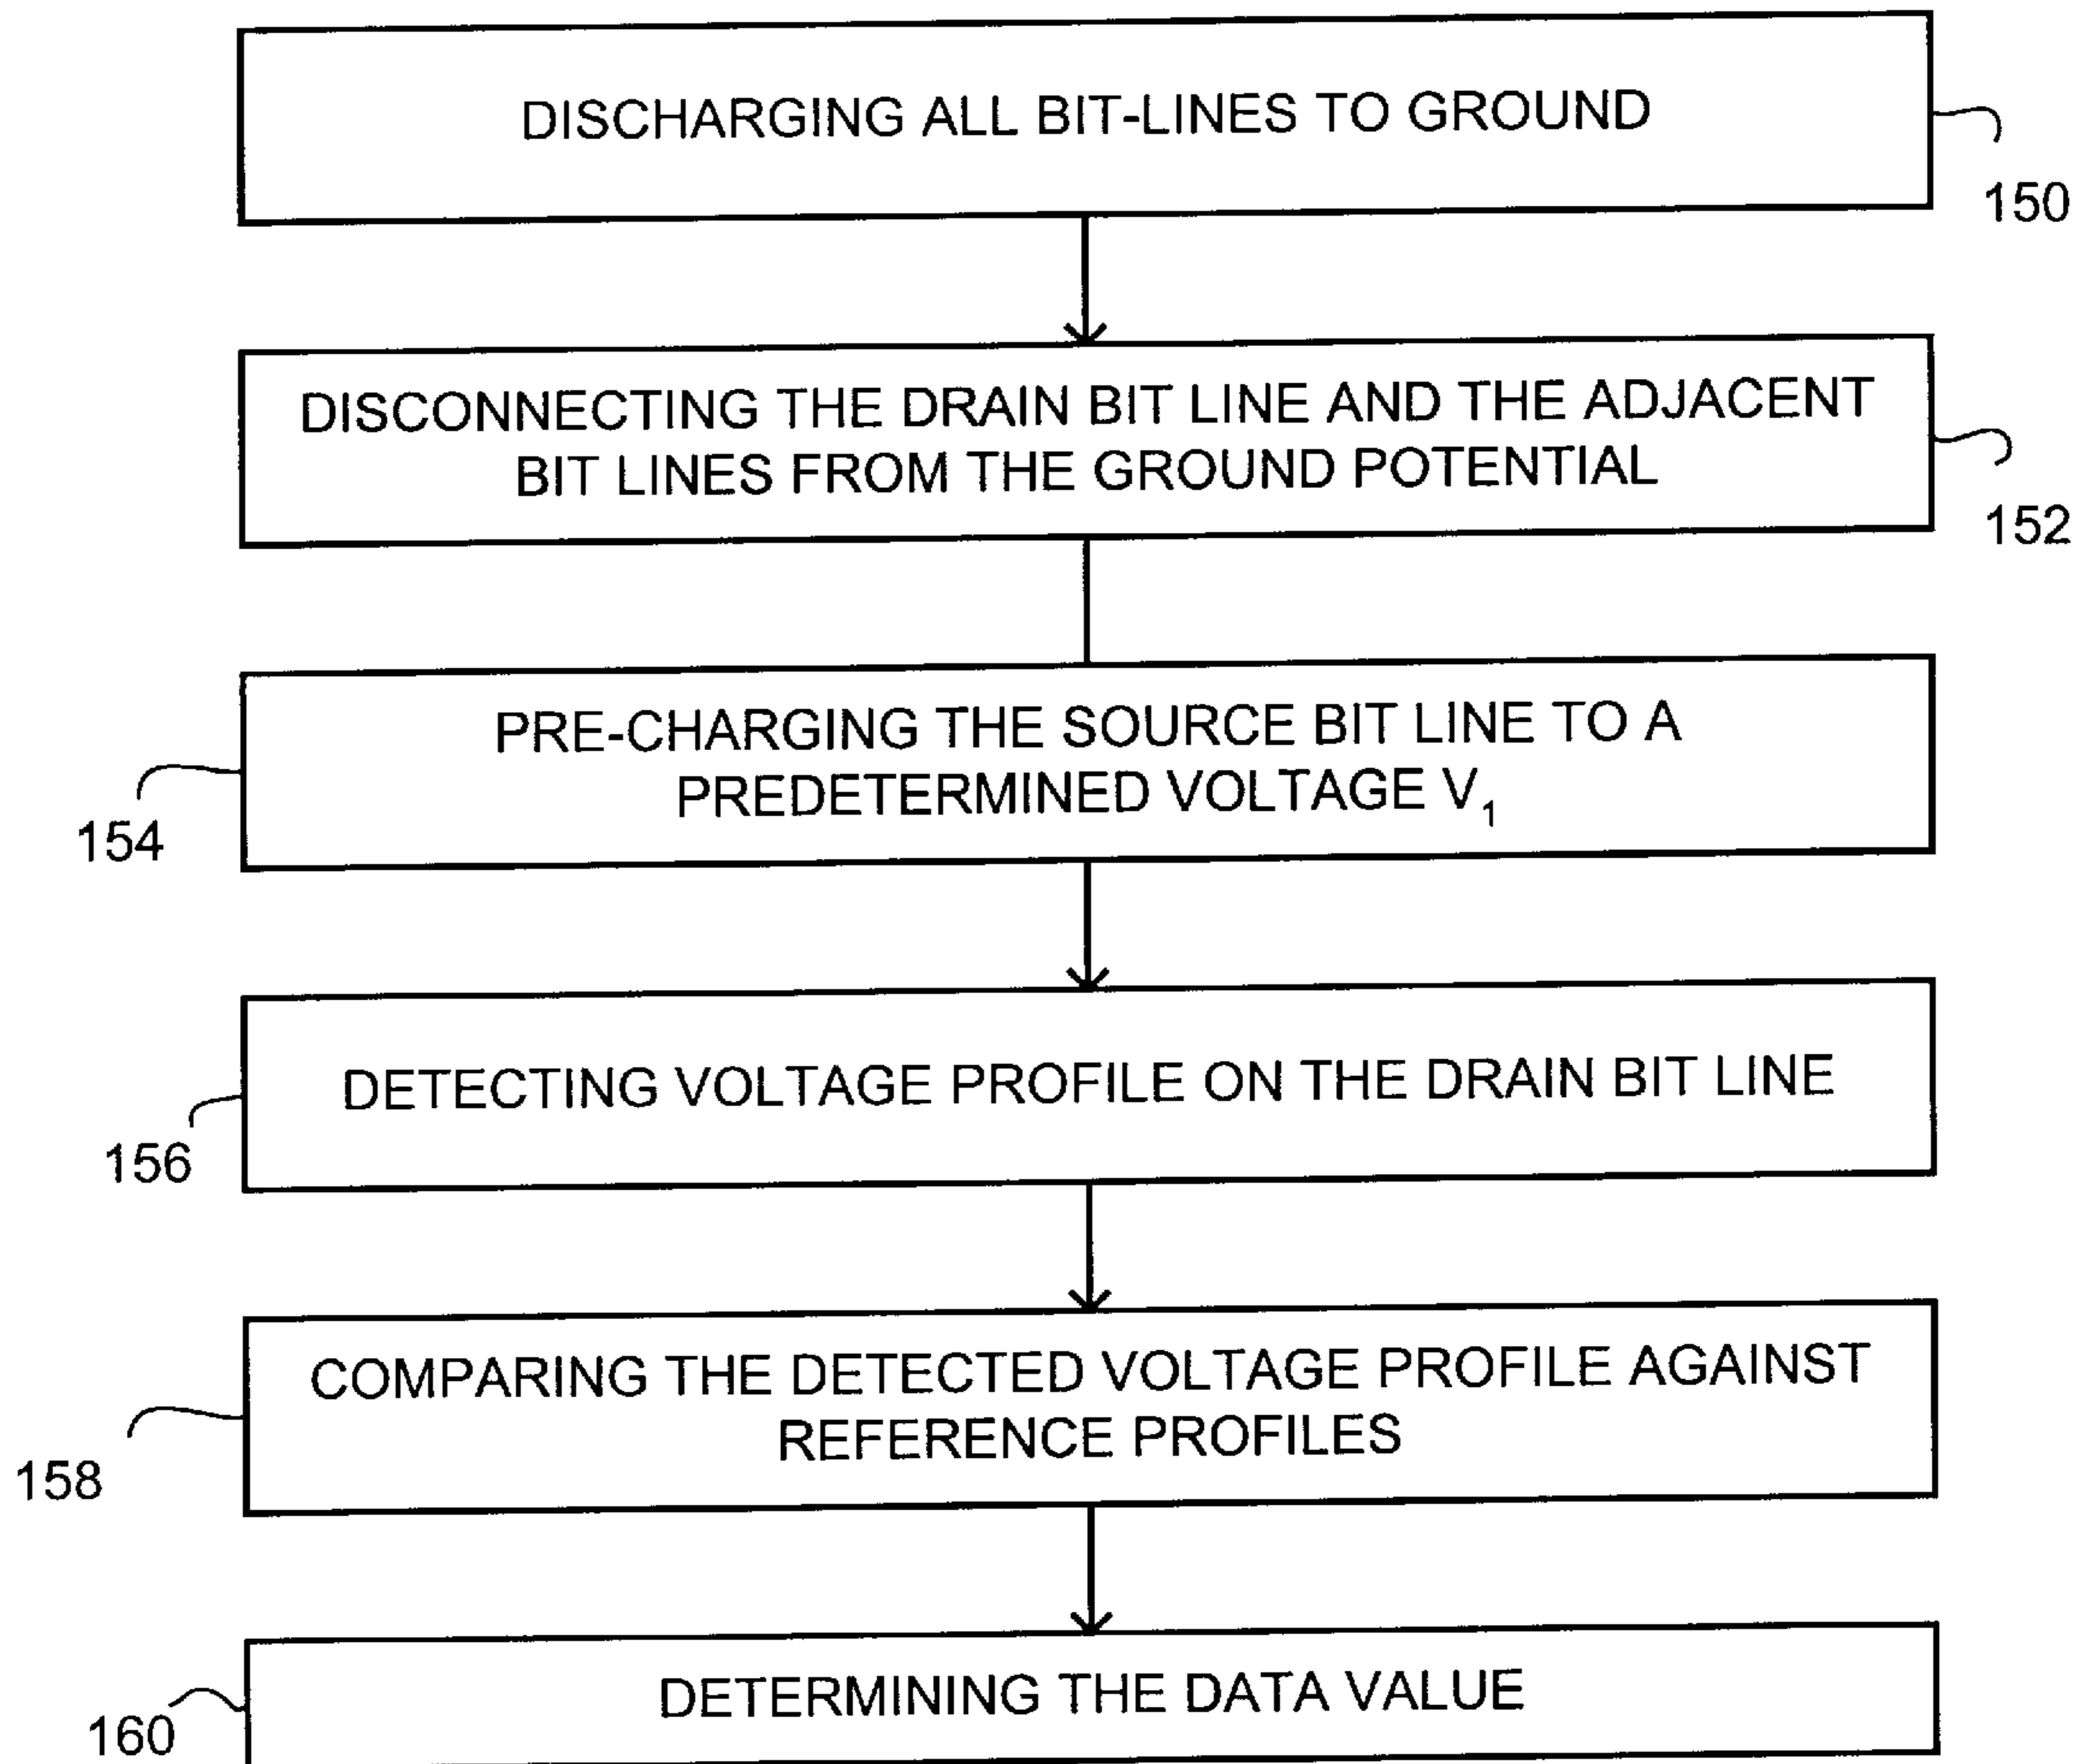 DISCHARGING ALL BIT-LINES TO GROUND
150
DISCONNECTING THE DRAIN BIT LINE AND THE ADJACENT
BIT LINES FROM THE GROUND POTENTIAL
152
PRE-CHARGING THE SOURCE BIT LINE TO A
PREDETERMINED VOLTAGE V₁
154
DETECTING VOLTAGE PROFILE ON THE DRAIN BIT LINE
156
COMPARING THE DETECTED VOLTAGE PROFILE AGAINST
REFERENCE PROFILES
158
DETERMINING THE DATA VALUE
160